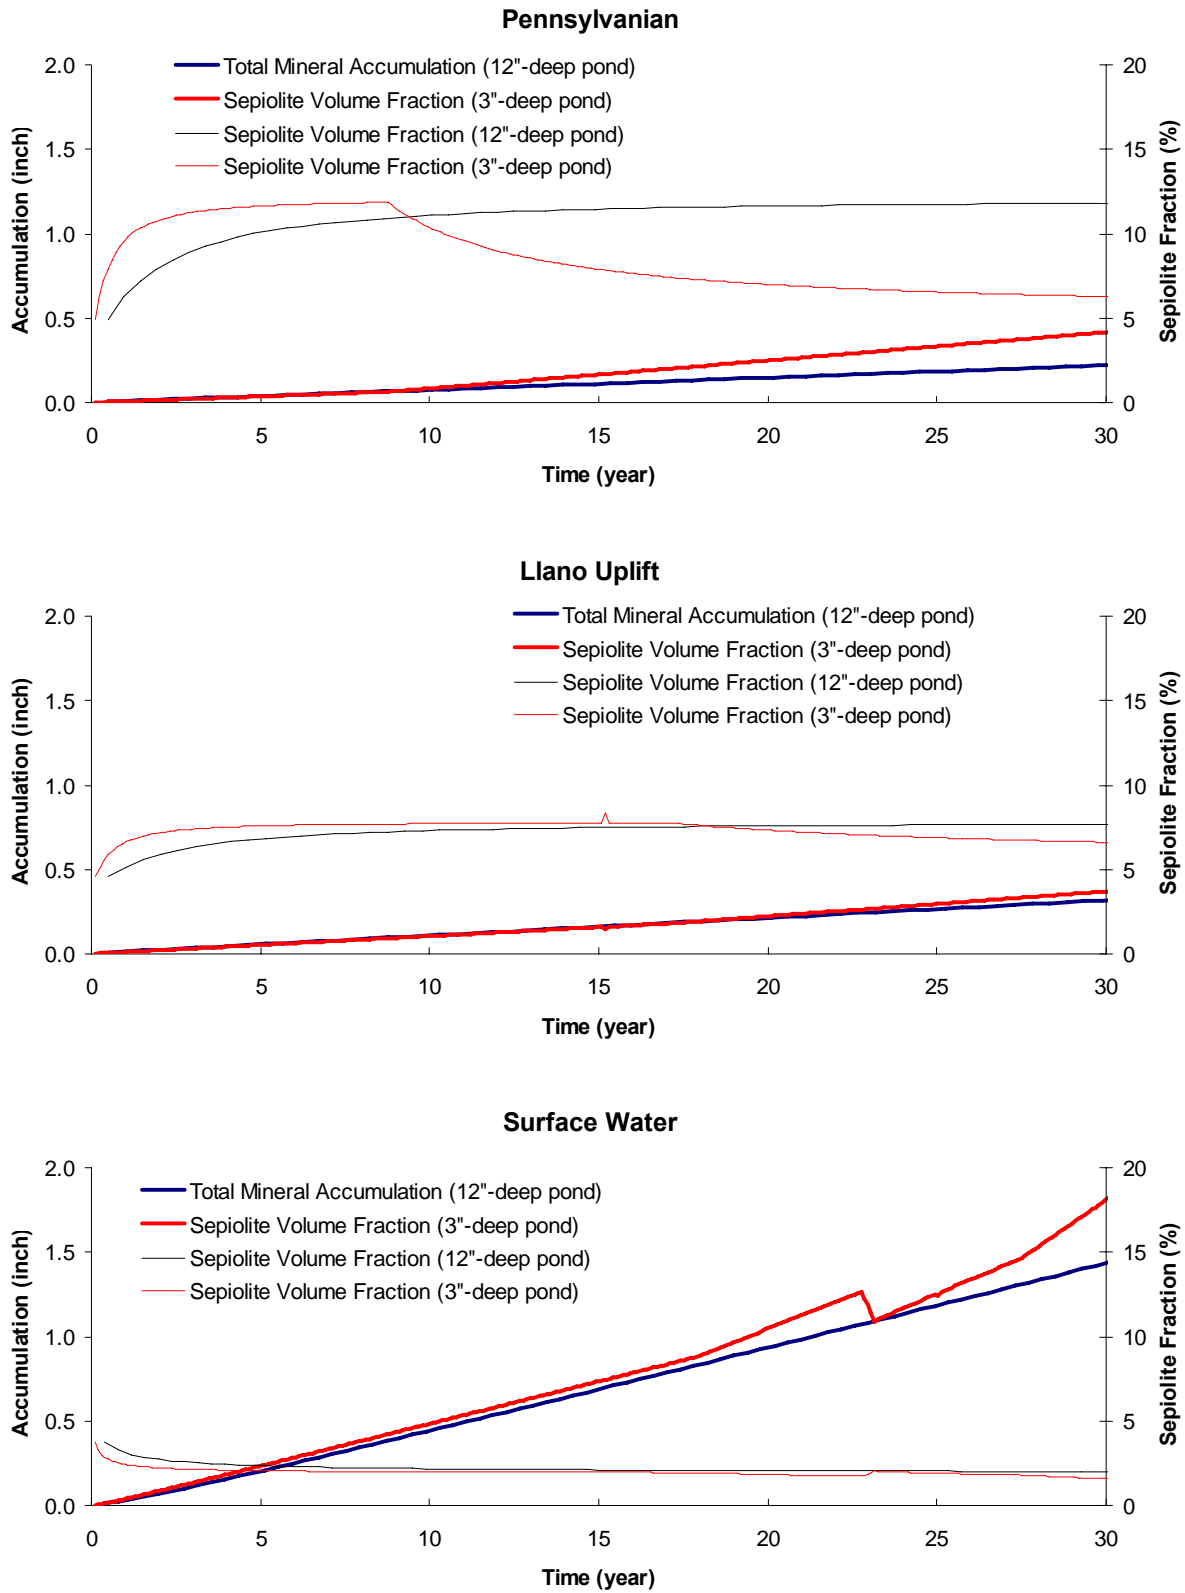 Pennsylvanian
Total Mineral Accumulation (12"-deep pond)
Sepiolite Volume Fraction (3"-deep pond)
Sepiolite Volume Fraction (12"-deep pond)
Sepiolite Volume Fraction (3"-deep pond)
Accumulation (inch)
2.0
1.5
1.0
0.5
0.0
20
15
10
5
0
Sepiolite Fraction (%)
0 5 10 15 20 25 30
Time (year)
Llano Uplift
Total Mineral Accumulation (12"-deep pond)
Sepiolite Volume Fraction (3"-deep pond)
Sepiolite Volume Fraction (12"-deep pond)
Sepiolite Volume Fraction (3"-deep pond)
Accumulation (inch)
2.0
1.5
1.0
0.5
0.0
20
15
10
5
0
Sepiolite Fraction (%)
0 5 10 15 20 25 30
Time (year)
Surface Water
Total Mineral Accumulation (12"-deep pond)
Sepiolite Volume Fraction (3"-deep pond)
Sepiolite Volume Fraction (12"-deep pond)
Sepiolite Volume Fraction (3"-deep pond)
Accumulation (inch)
2.0
1.5
1.0
0.5
0.0
20
15
10
5
0
Sepiolite Fraction (%)
0 5 10 15 20 25 30
Time (year)